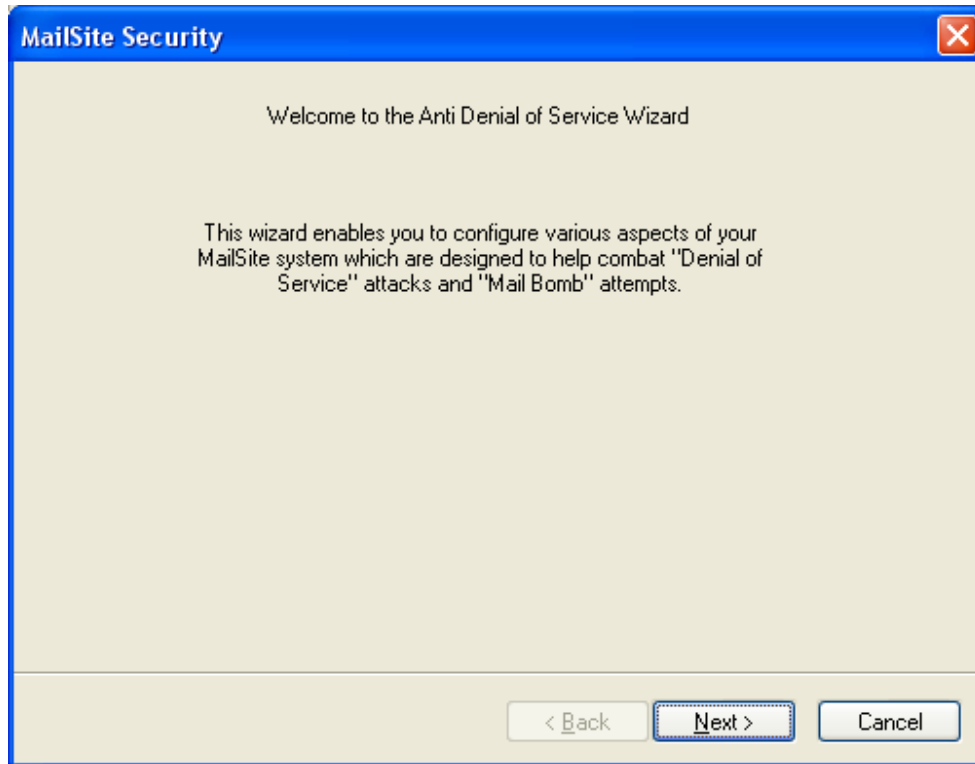 MailSite Security
Welcome to the Anti Denial of Service Wizard
This wizard enables you to configure various aspects of your
MailSite system which are designed to help combat "Denial of
Service" attacks and "Mail Bomb" attempts.
< Back
Next >
Cancel